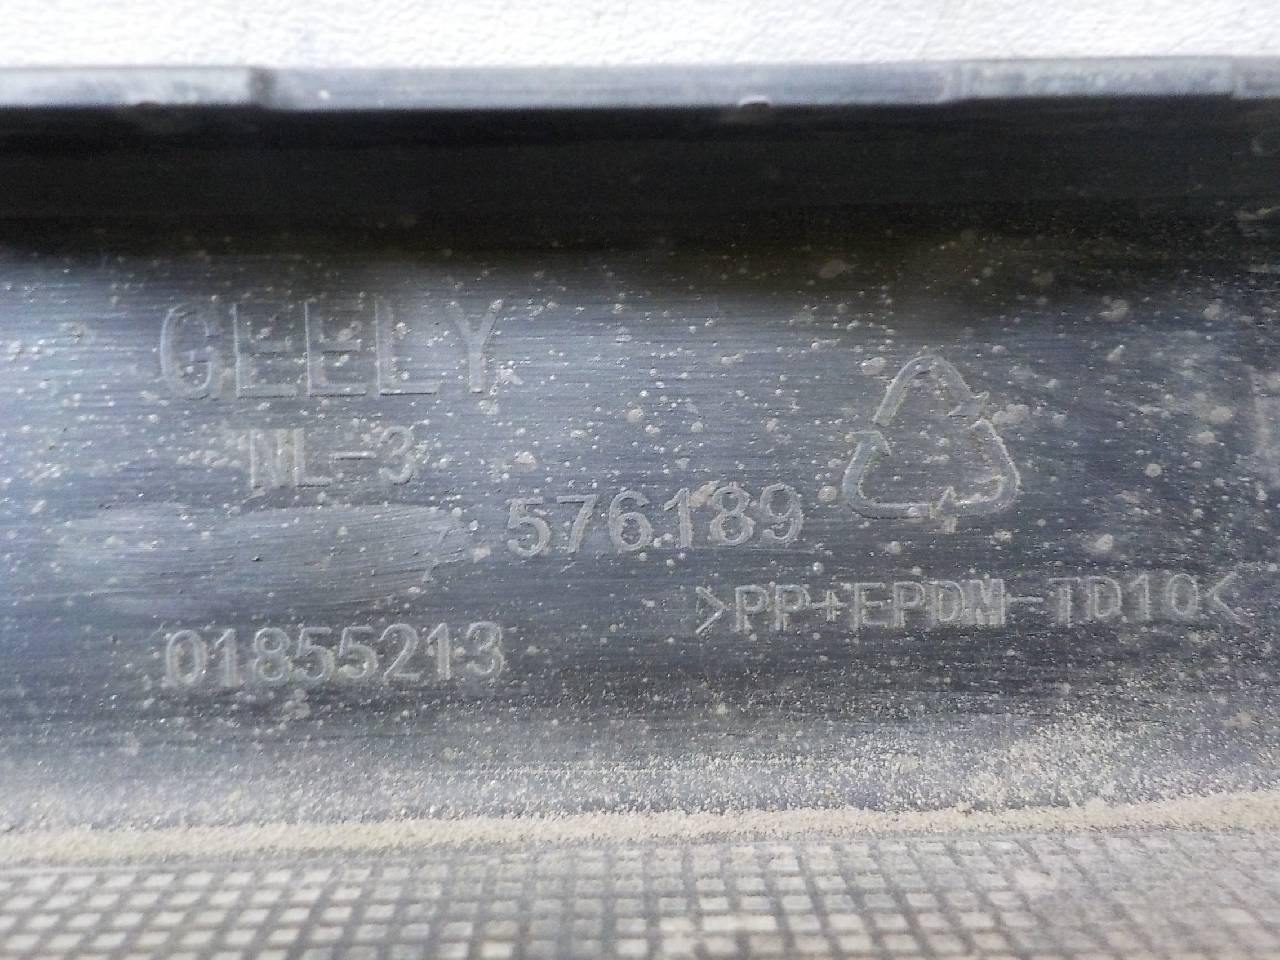 GEELY
NL-3
576189
>PP+EPDM-TD10<
01855213